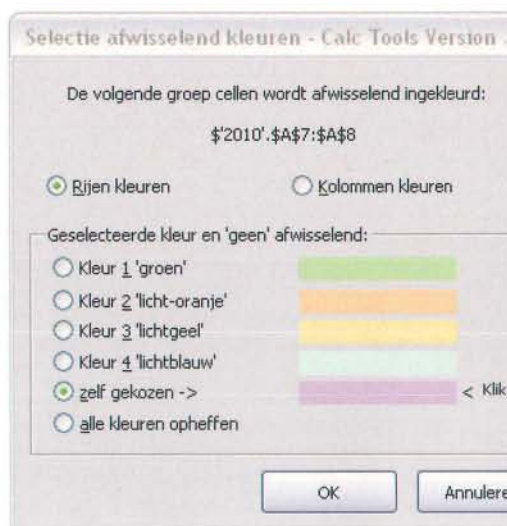 Selectie afwisselend kleuren - Calc Tools Version
De volgende groep cellen wordt afwisselend ingekleurd:
$'2010'.$A$7:$A$8
Rijen kleuren
Kolommen kleuren
Geselecteerde kleur en 'geen' afwisselend:
Kleur 1 'groen'
Kleur 2 'licht-oranje'
Kleur 3 'lichtgeel'
Kleur 4 'lichtblauw'
zelf gekozen -> < Klik
alle kleuren opheffen
OK Annulere